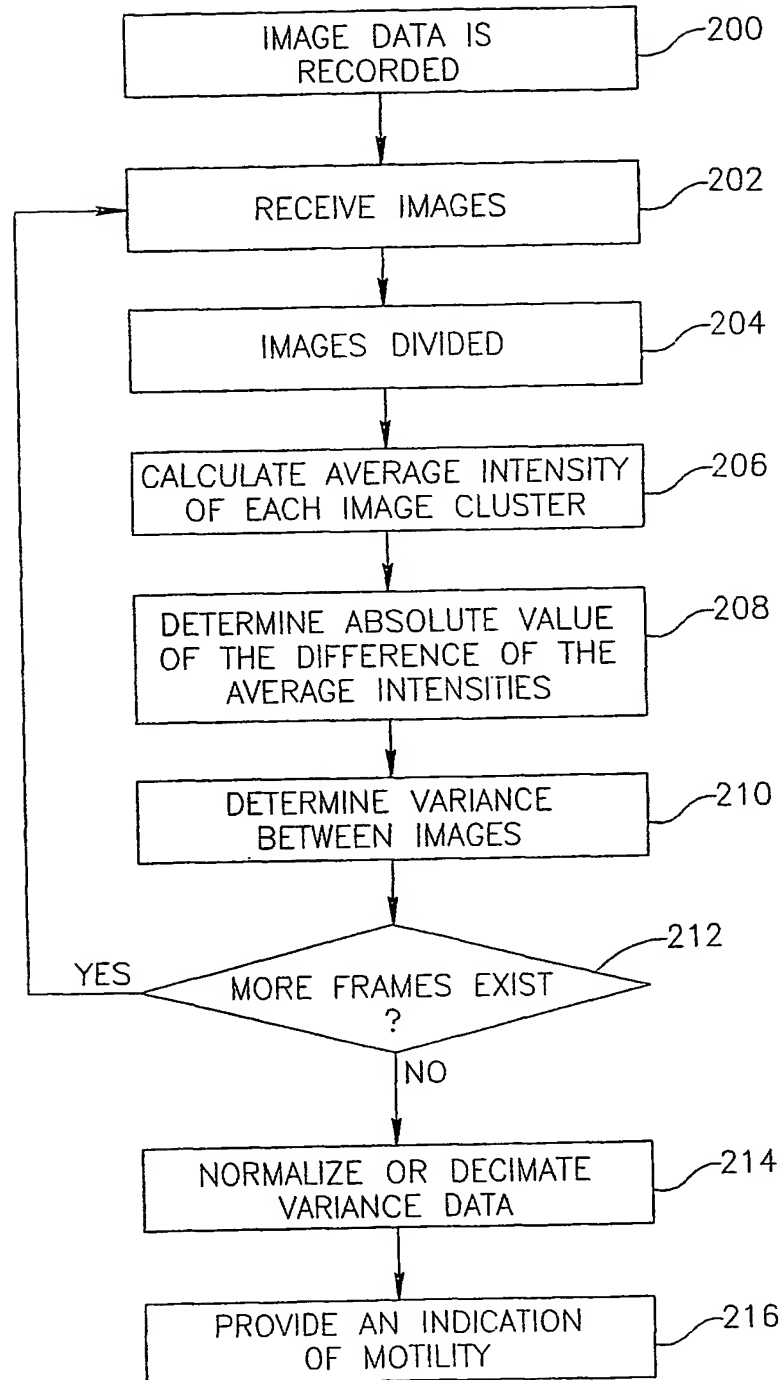 IMAGE DATA IS
RECORDED
200
RECEIVE IMAGES
202
IMAGES DIVIDED
204
CALCULATE AVERAGE INTENSITY
OF EACH IMAGE CLUSTER
206
DETERMINE ABSOLUTE VALUE
OF THE DIFFERENCE OF THE
AVERAGE INTENSITIES
208
DETERMINE VARIANCE
BETWEEN IMAGES
210
212
YES
MORE FRAMES EXIST
?
NO
NORMALIZE OR DECIMATE
VARIANCE DATA
214
PROVIDE AN INDICATION
OF MOTILITY
216